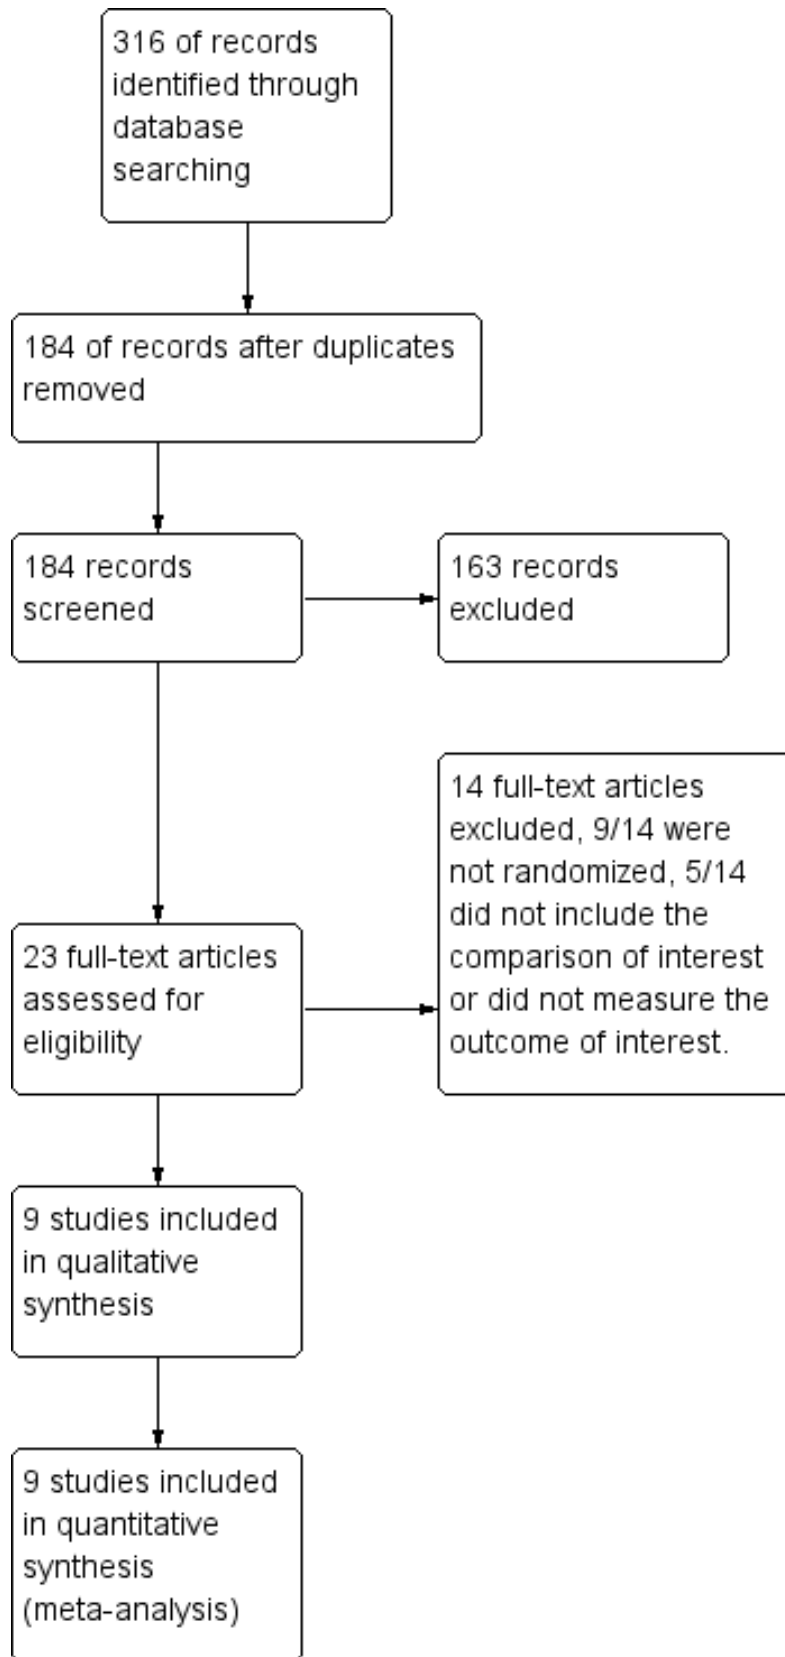 316 of records
identified through
database
searching
184 of records after duplicates
removed
184 records
screened
163 records
excluded
14 full-text articles
excluded, 9/14 were
not randomized, 5/14
did not include the
comparison of interest
or did not measure the
outcome of interest.
23 full-text articles
assessed for
eligibility
9 studies included
in qualitative
synthesis
9 studies included
in quantitative
synthesis
(meta-analysis)